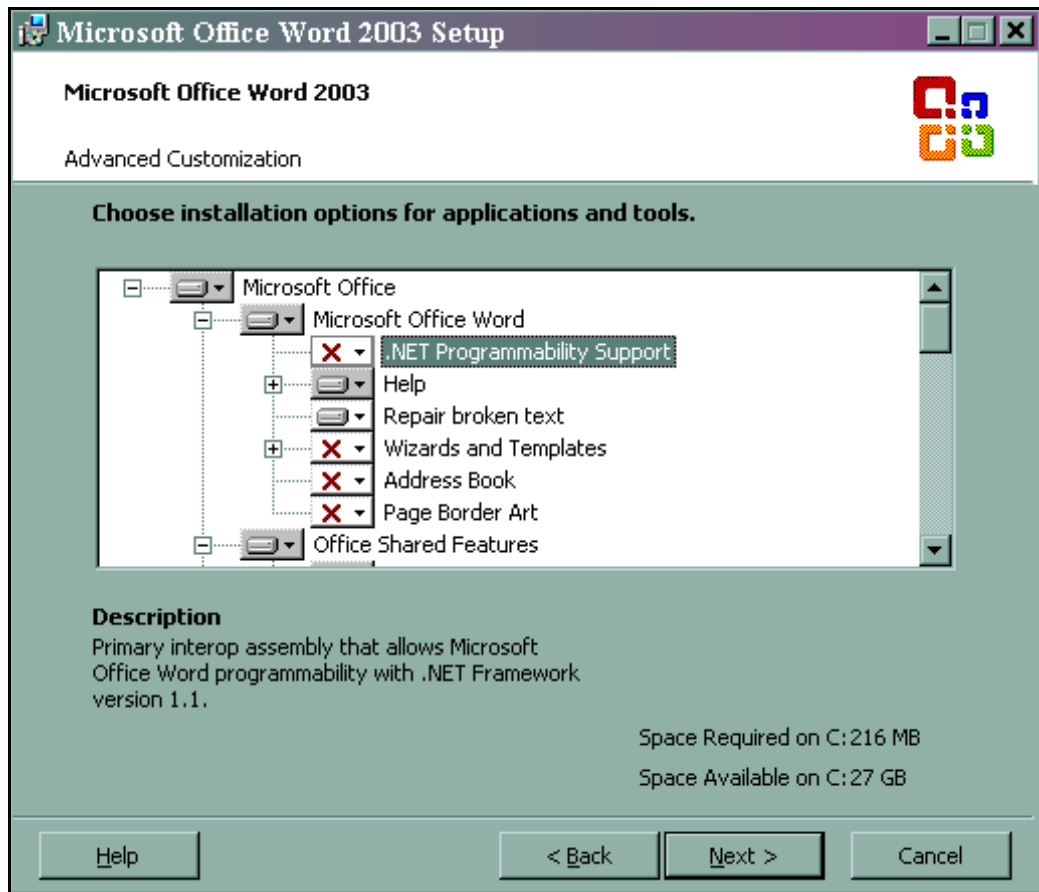 Microsoft Office Word 2003 Setup
Microsoft Office Word 2003
Advanced Customization
Choose installation options for applications and tools.
Microsoft Office
Microsoft Office Word
.NET Programmability Support
Help
Repair broken text
Wizards and Templates
Address Book
Page Border Art
Office Shared Features
Description
Primary interop assembly that allows Microsoft
Office Word programmability with .NET Framework
version 1.1.
Space Required on C: 216 MB
Space Available on C: 27 GB
Help
< Back
Next >
Cancel